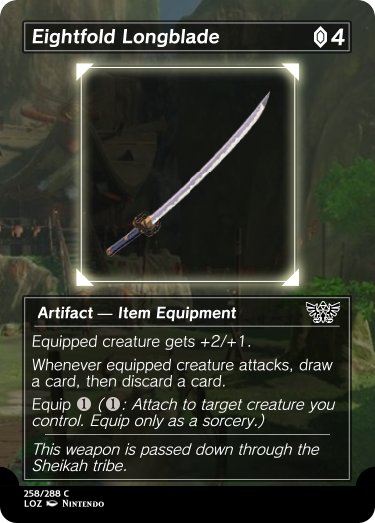 Eightfold Longblade 4
Artifact — Item Equipment
Equipped creature gets +2/+1.
Whenever equipped creature attacks, draw
a card, then discard a card.
Equip 1 (1: Attach to target creature you
control. Equip only as a sorcery.)
This weapon is passed down through the
Sheikah tribe.
258/288 C
LOZ Nintendo